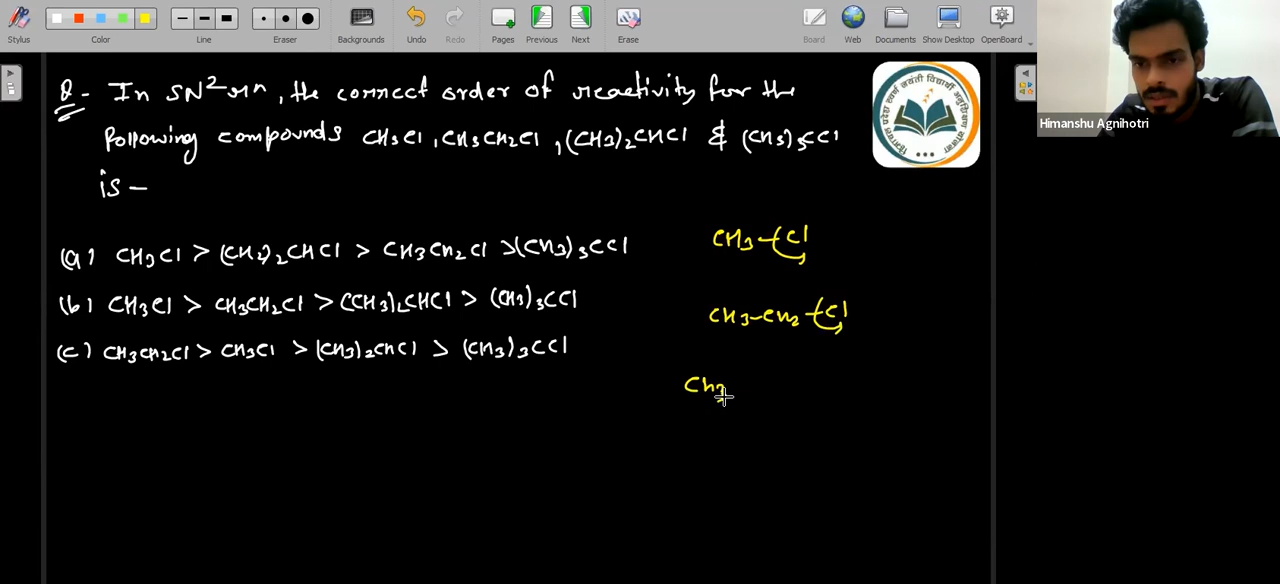 Stylus
Color
Line
Eraser
Backgrounds
Undo
Redo
Pages
Previous
Next
Erase
Board
Web
Documents
Show Desktop
OpenBoard
Himanshu Agnihotri
Q - In SN2 rxn, the correct order of reactivity for the
following compounds CH3Cl, CH3CH2Cl, (CH3)2CHCl & (CH3)3CCl
is -
(a) CH3Cl > (CH3)2CHCl > CH3CH2Cl > (CH3)3CCl
(b) CH3Cl > CH3CH2Cl > (CH3)2CHCl > (CH3)3CCl
(c) CH3CH2Cl > CH3Cl > (CH3)2CHCl > (CH3)3CCl
CH3-Cl
CH3-CH2-Cl
CH3